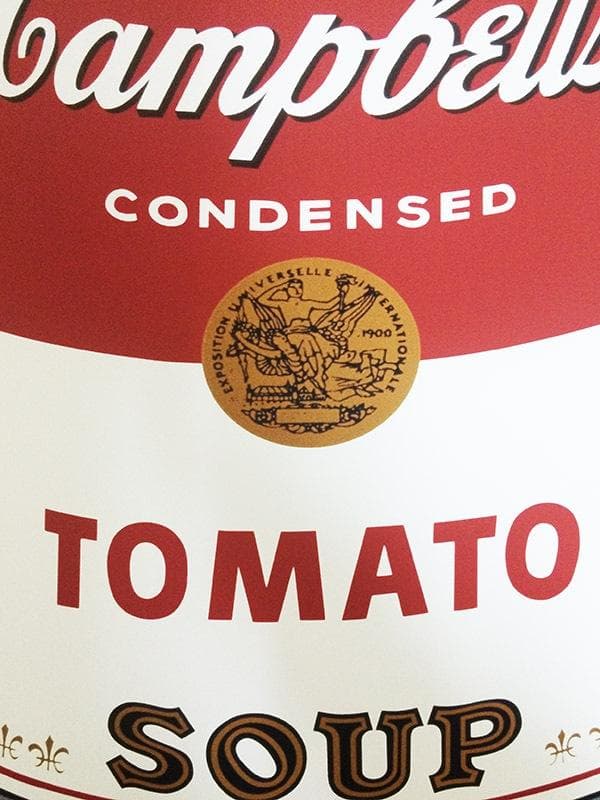 Campbell's
CONDENSED
EXPOSITION UNIVERSELLE INTERNATIONALE
1900
TOMATO
SOUP